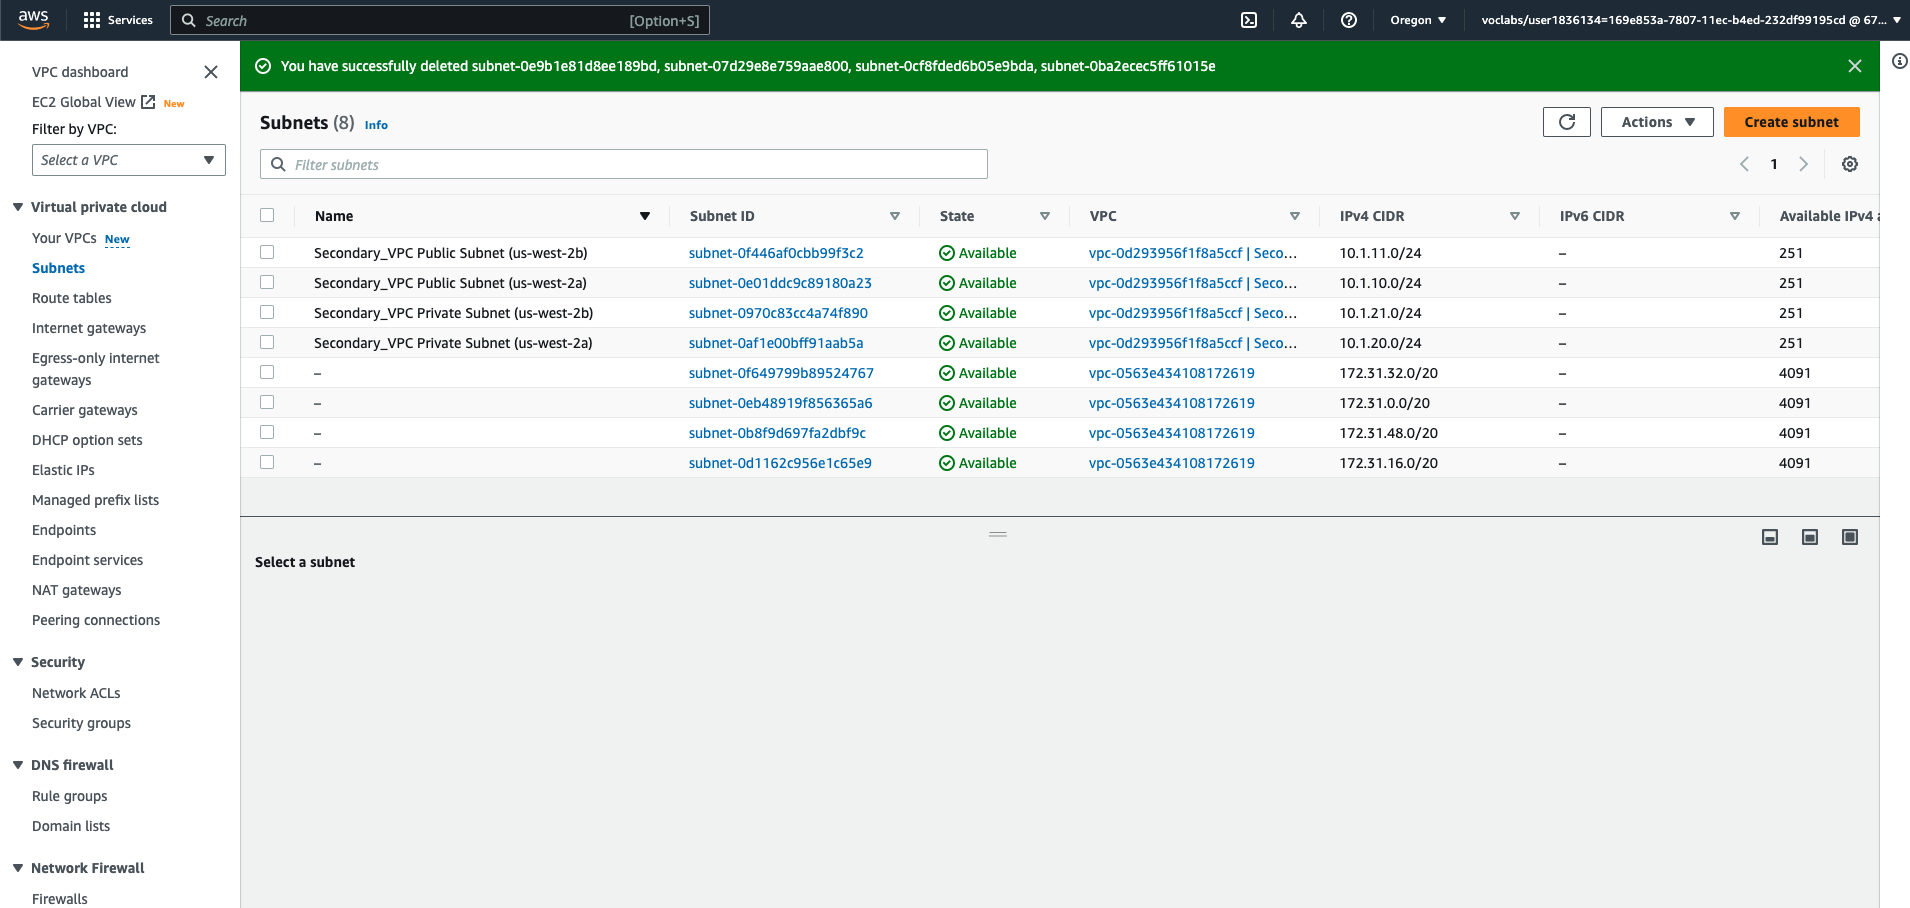 aws Services Search [Option+S] Oregon voclabs/user1836134=169e853a-7807-11ec-b4ed-232df99195cd @ 67...
VPC dashboard
EC2 Global View New
Filter by VPC:
Select a VPC
Virtual private cloud
Your VPCs New
Subnets
Route tables
Internet gateways
Egress-only internet
gateways
Carrier gateways
DHCP option sets
Elastic IPs
Managed prefix lists
Endpoints
Endpoint services
NAT gateways
Peering connections
Security
Network ACLs
Security groups
DNS firewall
Rule groups
Domain lists
Network Firewall
Firewalls
You have successfully deleted subnet-0e9b1e81d8ee189bd, subnet-07d29e8e759aae800, subnet-0cf8fded6b05e9bda, subnet-0ba2ecec5ff61015e
Subnets (8) Info Actions Create subnet
Filter subnets 1
Name Subnet ID State VPC IPv4 CIDR IPv6 CIDR Available IPv4
Secondary_VPC Public Subnet (us-west-2b) subnet-0f446af0cbb99f3c2 Available vpc-0d293956f1f8a5ccf | Seco... 10.1.11.0/24 – 251
Secondary_VPC Public Subnet (us-west-2a) subnet-0e01ddc9c89180a23 Available vpc-0d293956f1f8a5ccf | Seco... 10.1.10.0/24 – 251
Secondary_VPC Private Subnet (us-west-2b) subnet-0970c83cc4a74f890 Available vpc-0d293956f1f8a5ccf | Seco... 10.1.21.0/24 – 251
Secondary_VPC Private Subnet (us-west-2a) subnet-0af1e00bff91aab5a Available vpc-0d293956f1f8a5ccf | Seco... 10.1.20.0/24 – 251
– subnet-0f649799b89524767 Available vpc-0563e434108172619 172.31.32.0/20 – 4091
– subnet-0eb48919f856365a6 Available vpc-0563e434108172619 172.31.0.0/20 – 4091
– subnet-0b8f9d697fa2dbf9c Available vpc-0563e434108172619 172.31.48.0/20 – 4091
– subnet-0d1162c956e1c65e9 Available vpc-0563e434108172619 172.31.16.0/20 – 4091
Select a subnet